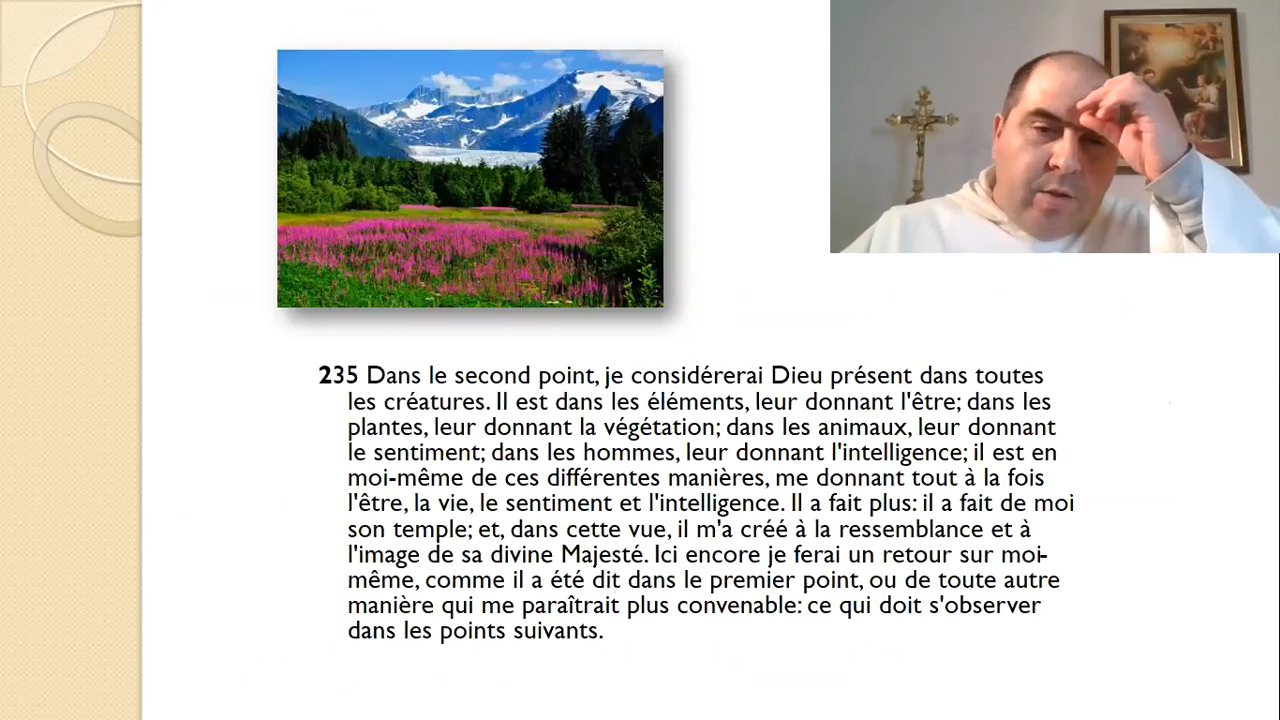 235 Dans le second point, je considérerai Dieu présent dans toutes
les créatures. Il est dans les éléments, leur donnant l'être; dans les
plantes, leur donnant la végétation; dans les animaux, leur donnant
le sentiment; dans les hommes, leur donnant l'intelligence; il est en
moi-même de ces différentes manières, me donnant tout à la fois
l'être, la vie, le sentiment et l'intelligence. Il a fait plus: il a fait de moi
son temple; et, dans cette vue, il m'a créé à la ressemblance et à
l'image de sa divine Majesté. Ici encore je ferai un retour sur moi-
même, comme il a été dit dans le premier point, ou de toute autre
manière qui me paraîtrait plus convenable: ce qui doit s'observer
dans les points suivants.